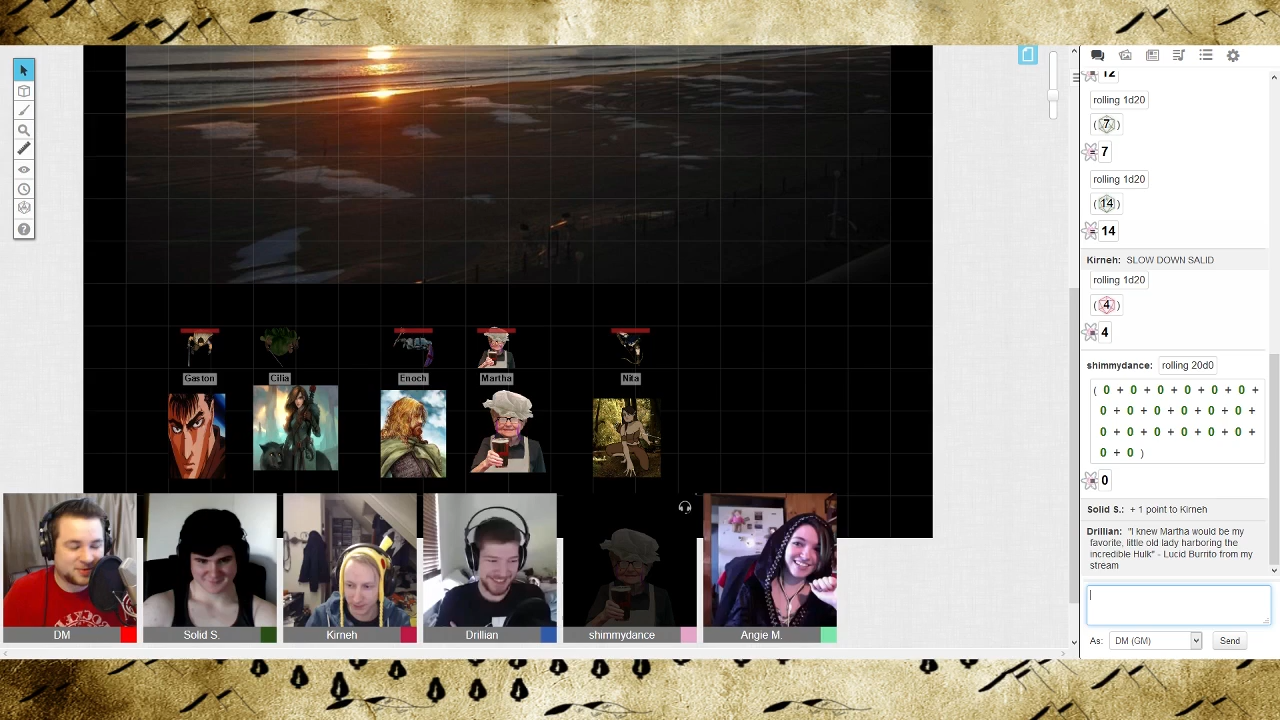 12
rolling 1d20
(7)
= 7
rolling 1d20
(14)
= 14
Kirneh: SLOW DOWN SALID
rolling 1d20
(4)
= 4
shimmydance: rolling 20d0
( 0 + 0 + 0 + 0 + 0 + 0 +
0 + 0 + 0 + 0 + 0 + 0 +
0 + 0 + 0 + 0 + 0 + 0 +
0 + 0 )
= 0
Solid S.: + 1 point to Kirneh
Drillian: "I knew Martha would be my
favorite, little old lady harboring the
incredible Hulk" - Lucid below from my
stream
As: DM (GM) Send
Gaston Cilia Enoch Martha Nita
DM Solid S. Kirneh Drillian shimmydance Angie M.